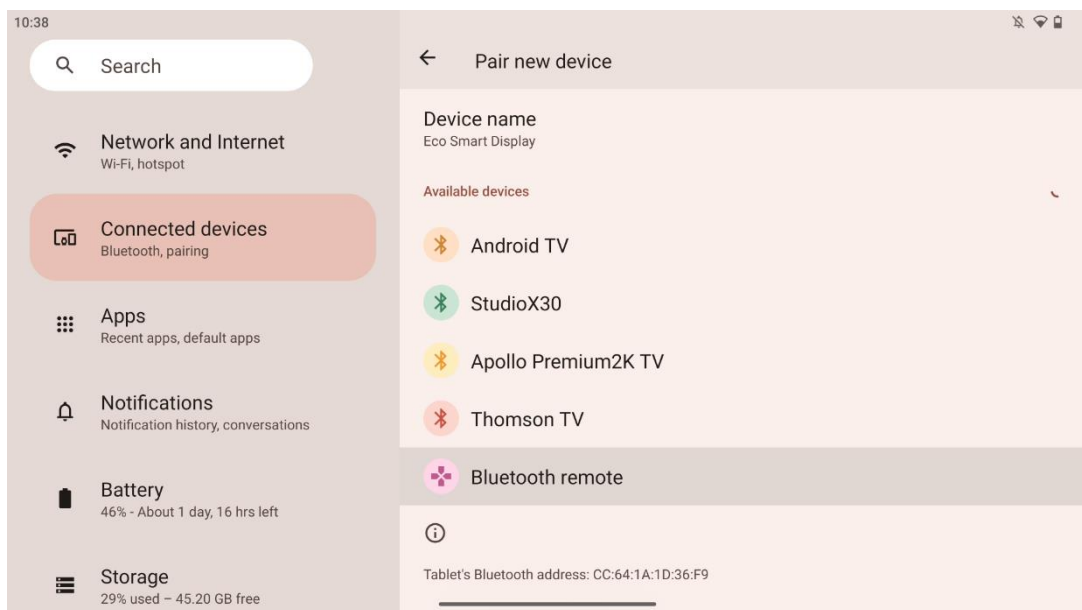 10:38
Search
Network and Internet
Wi-Fi, hotspot
Connected devices
Bluetooth, pairing
Apps
Recent apps, default apps
Notifications
Notification history, conversations
Battery
46% - About 1 day, 16 hrs left
Storage
29% used – 45.20 GB free
Pair new device
Device name
Eco Smart Display
Available devices
Android TV
StudioX30
Apollo Premium2K TV
Thomson TV
Bluetooth remote
Tablet's Bluetooth address: CC:64:1A:1D:36:F9